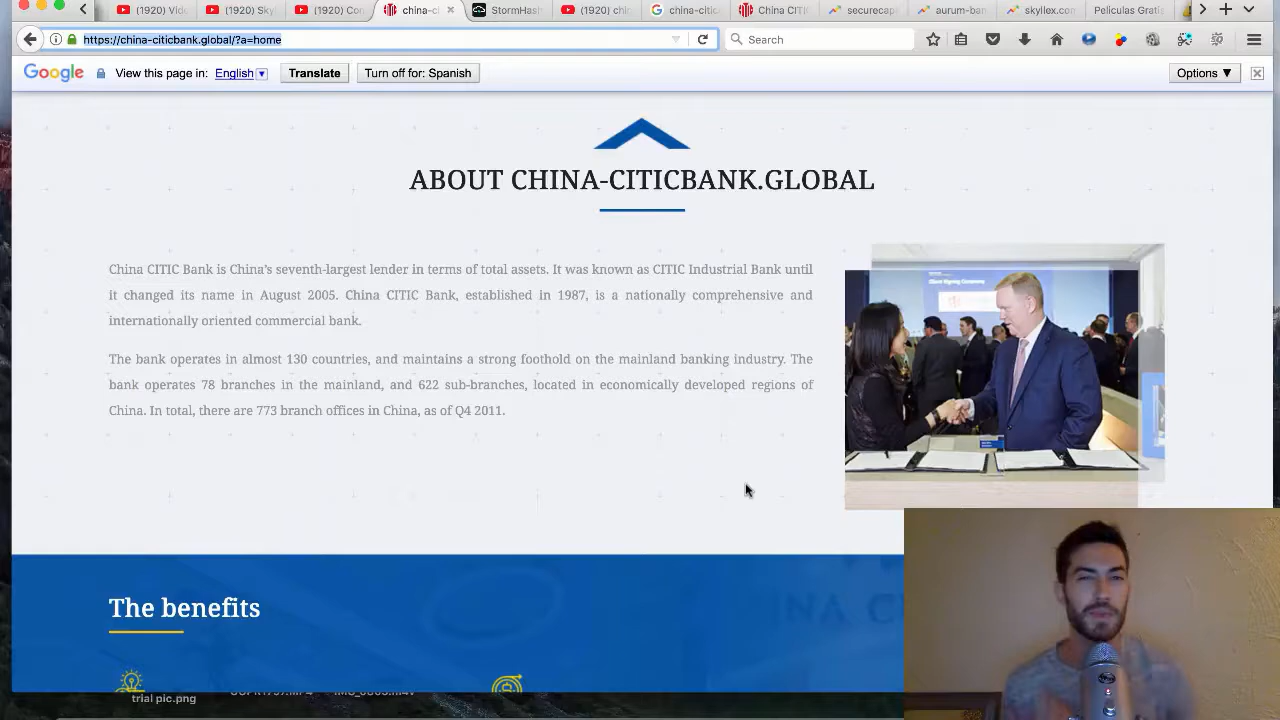 (1920) Vid
(1920) Sky
(1920) Co
china-ci
StormHas
(1920) chi
china-citic
China CITI
securecap
aurum-ban
skyllex.co
Peliculas Gratis
https://china-citicbank.global/?a=home
Search
Google
View this page in: English
Translate
Turn off for: Spanish
Options ▼
ABOUT CHINA-CITICBANK.GLOBAL
China CITIC Bank is China's seventh-largest lender in terms of total assets. It was known as CITIC Industrial Bank until
it changed its name in August 2005. China CITIC Bank, established in 1987, is a nationally comprehensive and
internationally oriented commercial bank.
The bank operates in almost 130 countries, and maintains a strong foothold on the mainland banking industry. The
bank operates 78 branches in the mainland, and 622 sub-branches, located in economically developed regions of
China. In total, there are 773 branch offices in China, as of Q4 2011.
The benefits
trial pic.png